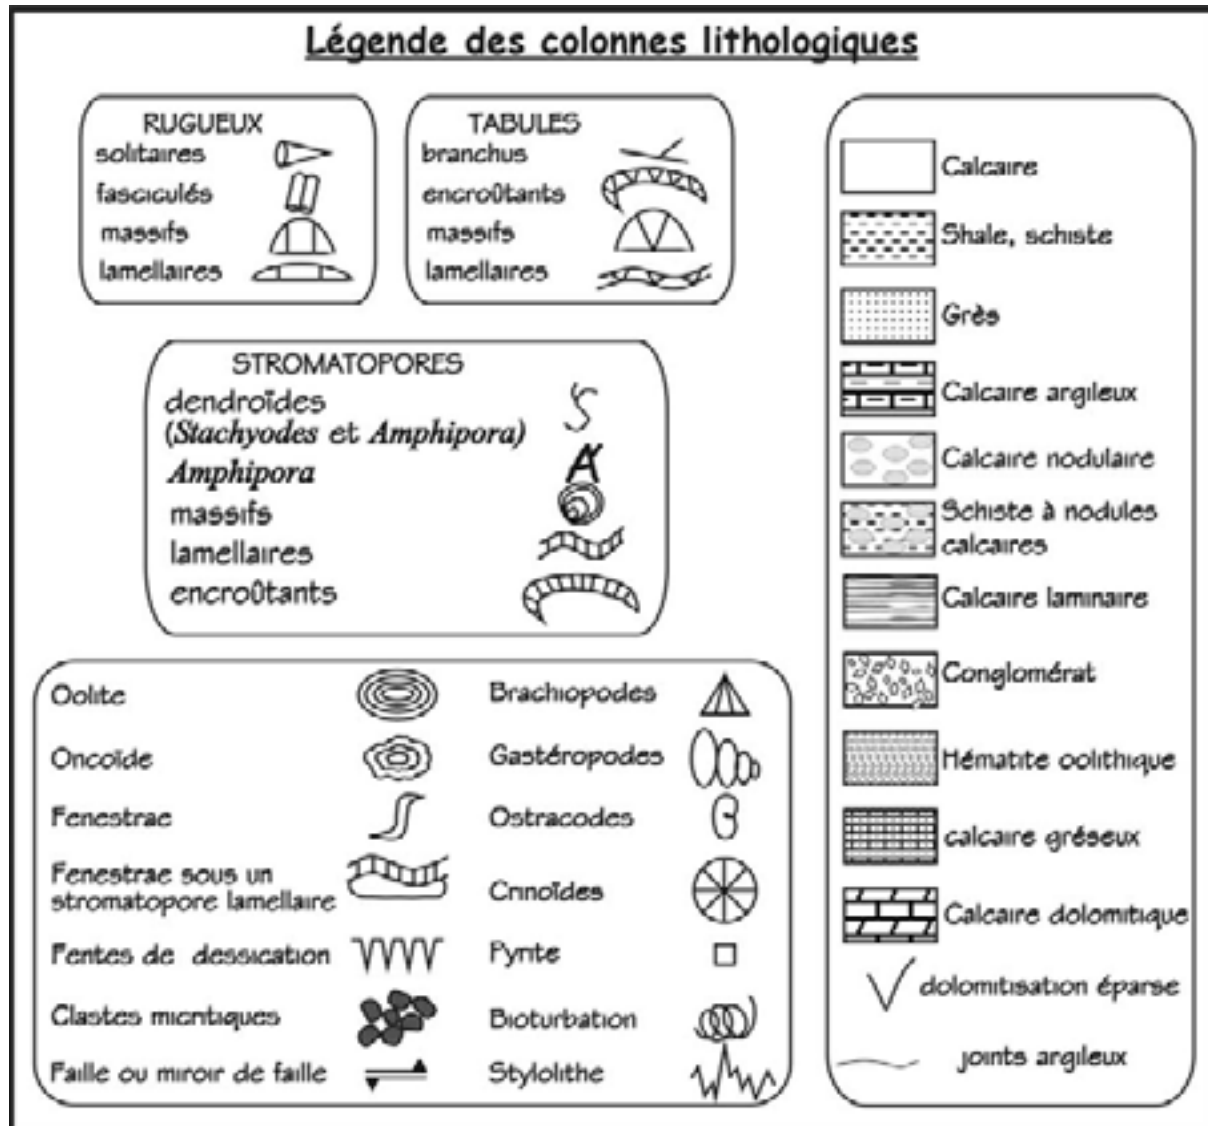 Légende des colonnes lithologiques
RUGUEUX
solitaires
fasciculés
massifs
lamellaires
TABULES
branchus
encroûtants
massifs
lamellaires
STROMATOPORES
dendroïdes
(Stachyodes et Amphipora)
Amphipora
massifs
lamellaires
encroûtants
Oolite
Oncoïde
Fenestrae
Fenestrae sous un
stromatopore lamellaire
Fentes de dessication
Clastes micritiques
Faille ou miroir de faille
Brachiopodes
Gastéropodes
Ostracodes
Crinoïdes
Pyrite
Bioturbation
Stylolithe
Calcaire
Shale, schiste
Grès
Calcaire argileux
Calcaire nodulaire
Schiste à nodules
calcaires
Calcaire laminaire
Conglomérat
Hématite oolithique
calcaire gréseux
Calcaire dolomitique
dolomitisation éparse
joints argileux